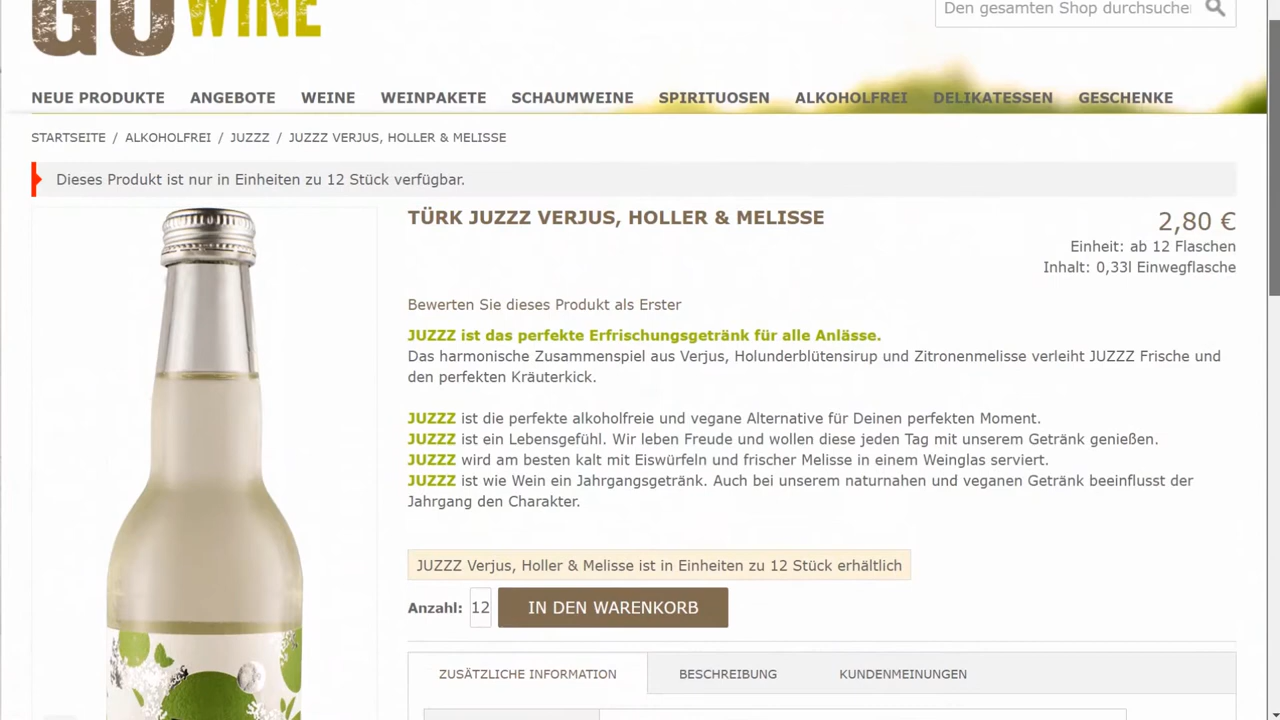 GO WINE
Den gesamten Shop durchsuche
NEUE PRODUKTE ANGEBOTE WEINE WEINPAKETE SCHAUMWEINE SPIRITUOSEN ALKOHOLFREI DELIKATESSEN GESCHENKE
STARTSEITE / ALKOHOLFREI / JUZZZ / JUZZZ VERJUS, HOLLER & MELISSE
Dieses Produkt ist nur in Einheiten zu 12 Stück verfügbar.
TÜRK JUZZZ VERJUS, HOLLER & MELISSE
2,80 €
Einheit: ab 12 Flaschen
Inhalt: 0,33l Einwegflasche
Bewerten Sie dieses Produkt als Erster
JUZZZ ist das perfekte Erfrischungsgetränk für alle Anlässe.
Das harmonische Zusammenspiel aus Verjus, Holunderblütensirup und Zitronenmelisse verleiht JUZZZ Frische und
den perfekten Kräuterkick.
JUZZZ ist die perfekte alkoholfreie und vegane Alternative für Deinen perfekten Moment.
JUZZZ ist ein Lebensgefühl. Wir leben Freude und wollen diese jeden Tag mit unserem Getränk genießen.
JUZZZ wird am besten kalt mit Eiswürfeln und frischer Melisse in einem Weinglas serviert.
JUZZZ ist wie Wein ein Jahrgangsgetränk. Auch bei unserem naturnahen und veganen Getränk beeinflusst der
Jahrgang den Charakter.
JUZZZ Verjus, Holler & Melisse ist in Einheiten zu 12 Stück erhältlich
Anzahl: 12 IN DEN WARENKORB
ZUSÄTZLICHE INFORMATION BESCHREIBUNG KUNDENMEINUNGEN